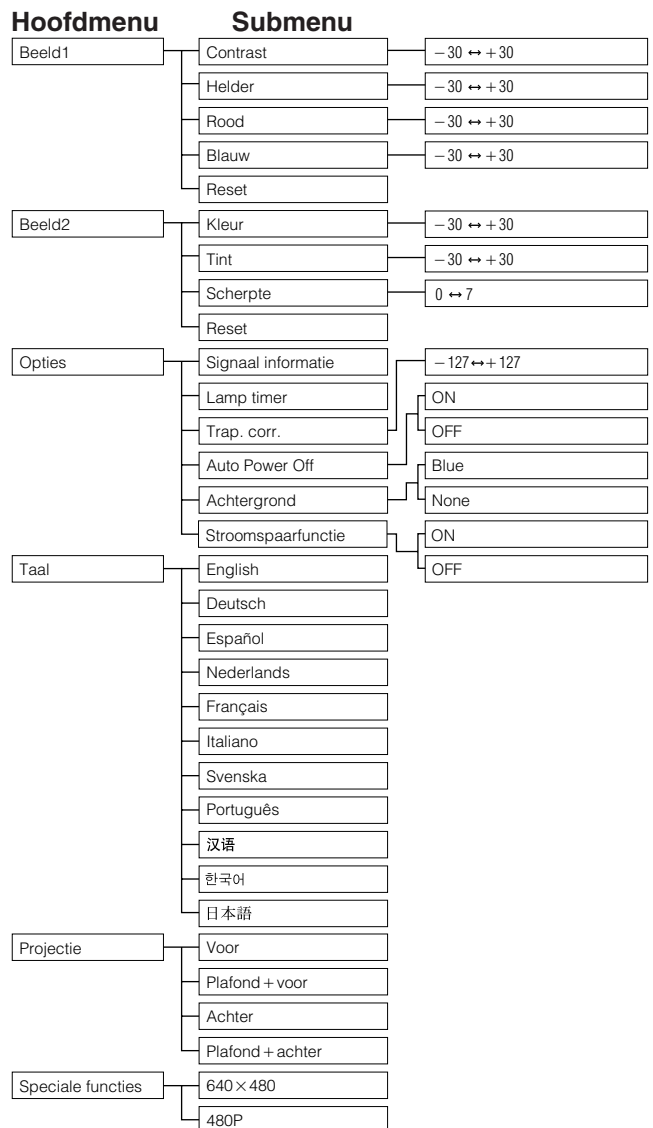 Hoofdmenu Submenu
Beeld1 Contrast −30 ↔ +30
Helder −30 ↔ +30
Rood −30 ↔ +30
Blauw −30 ↔ +30
Reset
Beeld2 Kleur −30 ↔ +30
Tint −30 ↔ +30
Scherpte 0 ↔ 7
Reset
Opties Signaal informatie −127↔+127
Lamp timer ON
Trap. corr. OFF
Auto Power Off Blue
Achtergrond None
Stroomspaarfunctie ON
Taal English OFF
Deutsch
Español
Nederlands
Français
Italiano
Svenska
Português
汉语
한국어
日本語
Projectie Voor
Plafond+voor
Achter
Plafond+achter
Speciale functies 640×480
480P